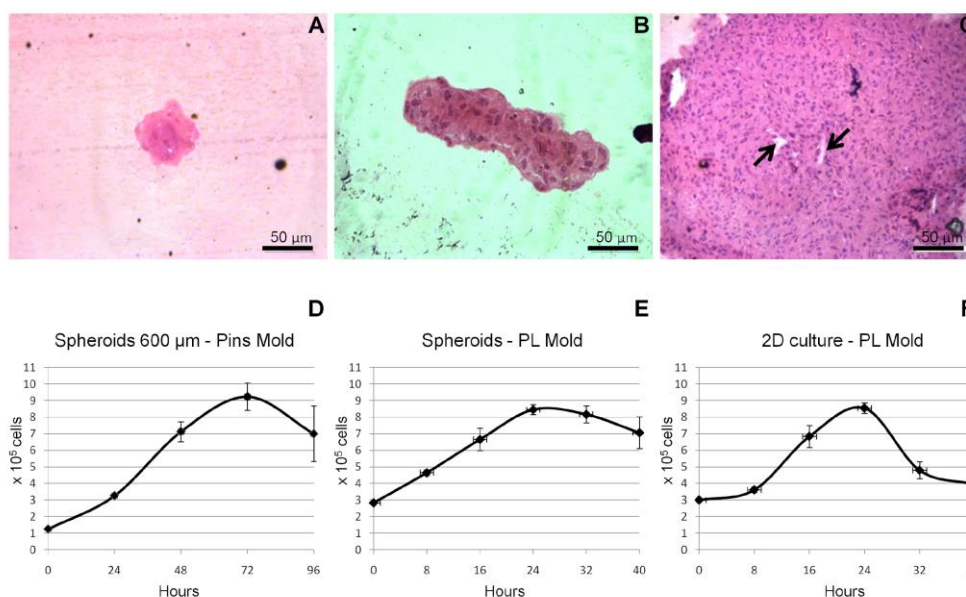 A
B
50 µm
50 µm
50 µm
D
E
Spheroids 600 µm - Pins Mold
Spheroids - PL Mold
2D culture - PL Mold
11
10
9
8
7
6
5
4
3
2
1
0
x 10⁵ cells
0 24 48 72 96
Hours
11
10
9
8
7
6
5
4
3
2
1
0
x 10⁵ cells
0 8 16 24 32 40
Hours
11
10
9
8
7
6
5
4
3
2
1
0
x 10⁵ cells
0 8 16 24 32
Hours